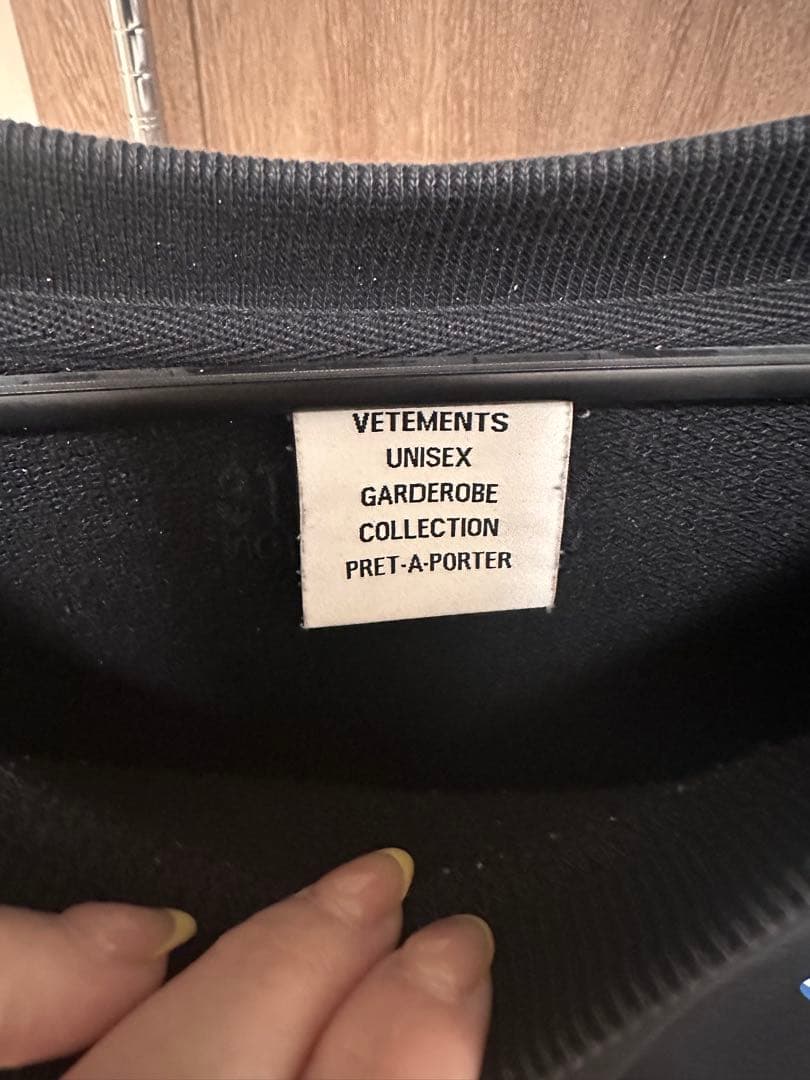 VETEMENTS
UNISEX
GARDEROBE
COLLECTION
PRET-A-PORTER